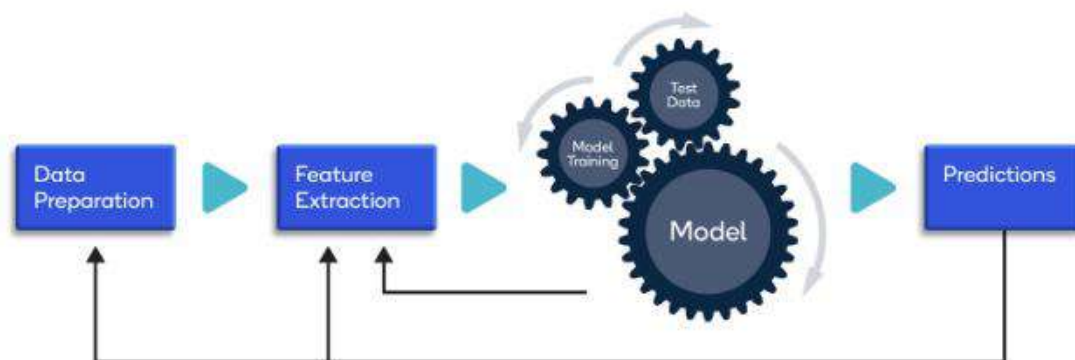 Data
Preparation
Feature
Extraction
Model
Training
Test
Data
Model
Predictions